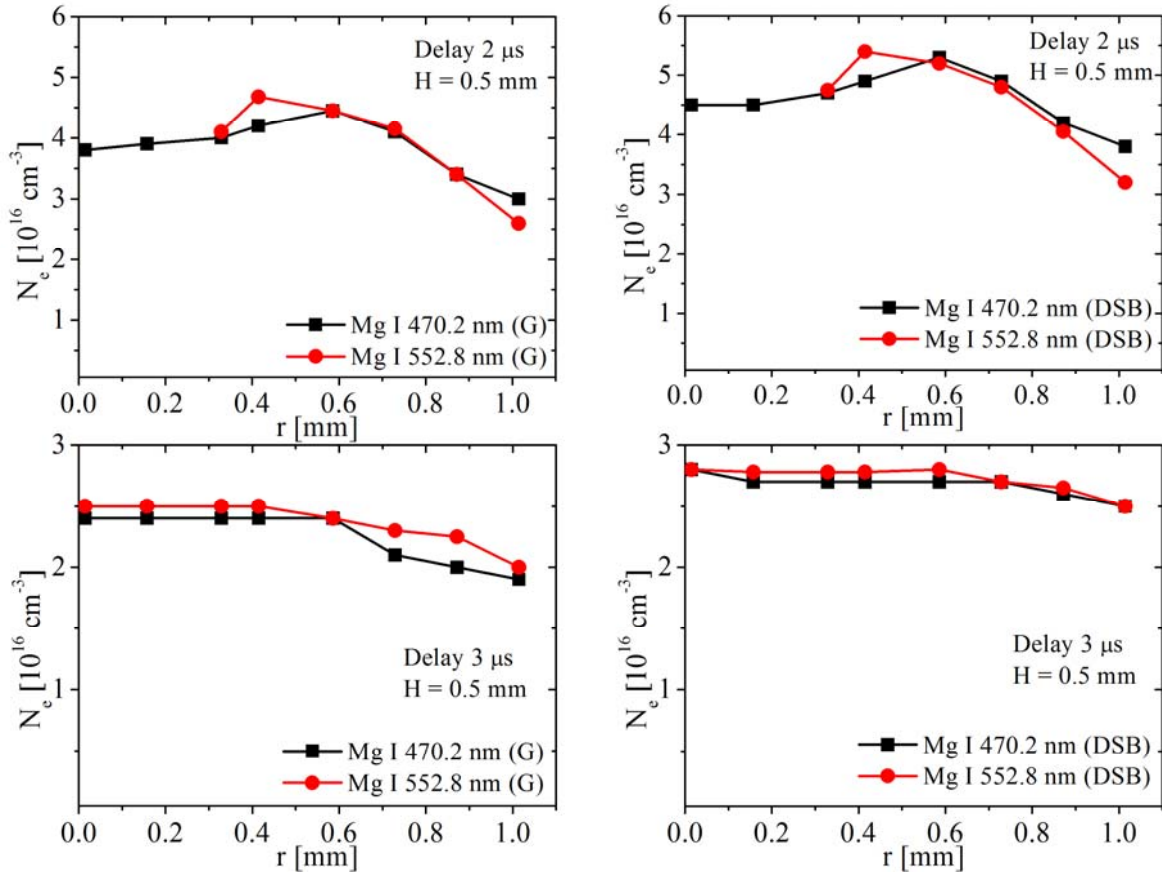 6
5
4
3
2
1
N_e [10^16 cm^-3]
Delay 2 μs
H = 0.5 mm
Mg I 470.2 nm (G)
Mg I 552.8 nm (G)
0.0 0.2 0.4 0.6 0.8 1.0
r [mm]
6
5
4
3
2
1
N_e [10^16 cm^-3]
Delay 2 μs
H = 0.5 mm
Mg I 470.2 nm (DSB)
Mg I 552.8 nm (DSB)
0.0 0.2 0.4 0.6 0.8 1.0
r [mm]
3
2
1
N_e [10^16 cm^-3]
Delay 3 μs
H = 0.5 mm
Mg I 470.2 nm (G)
Mg I 552.8 nm (G)
0.0 0.2 0.4 0.6 0.8 1.0
r [mm]
3
2
1
N_e [10^16 cm^-3]
Delay 3 μs
H = 0.5 mm
Mg I 470.2 nm (DSB)
Mg I 552.8 nm (DSB)
0.0 0.2 0.4 0.6 0.8 1.0
r [mm]